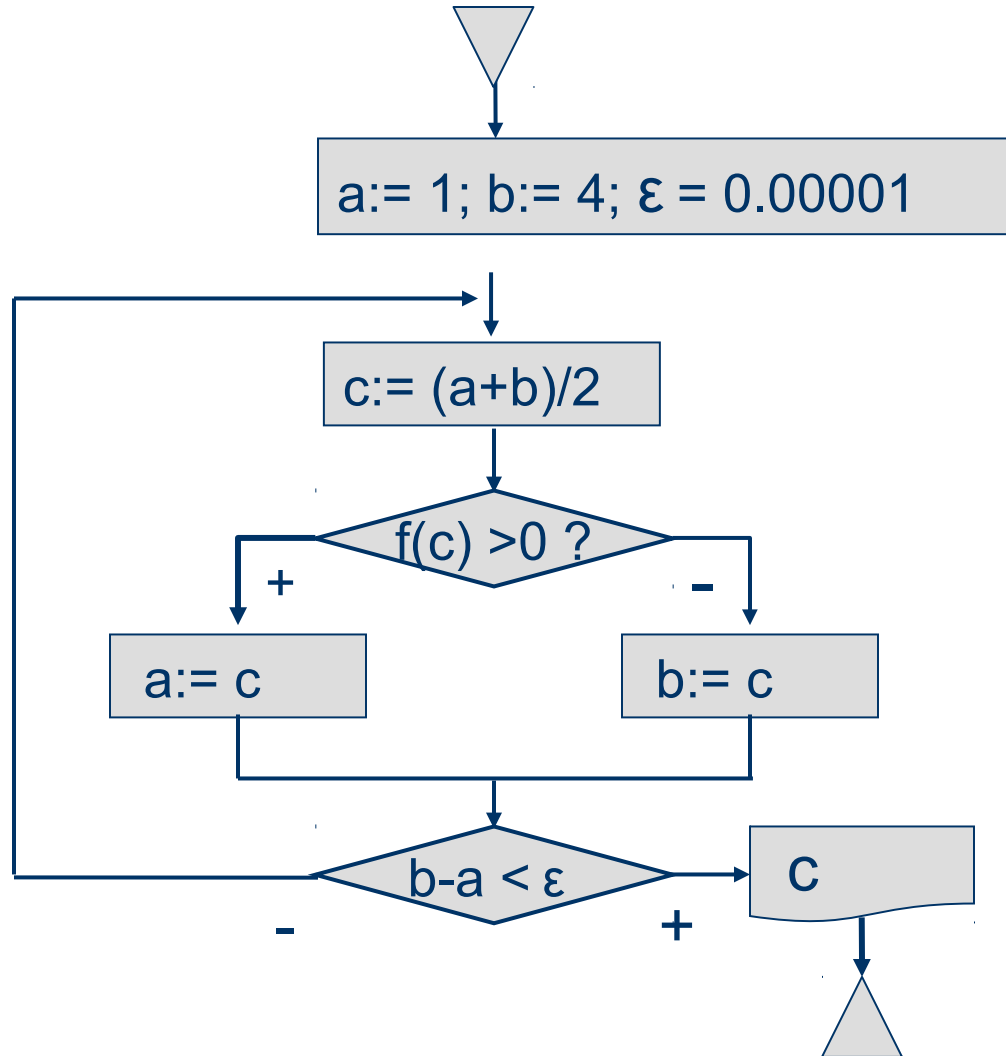 a:= 1; b:= 4; ε = 0.00001
c:= (a+b)/2
f(c) >0 ?
+
-
a:= c
b:= c
b-a < ε
c
-
+